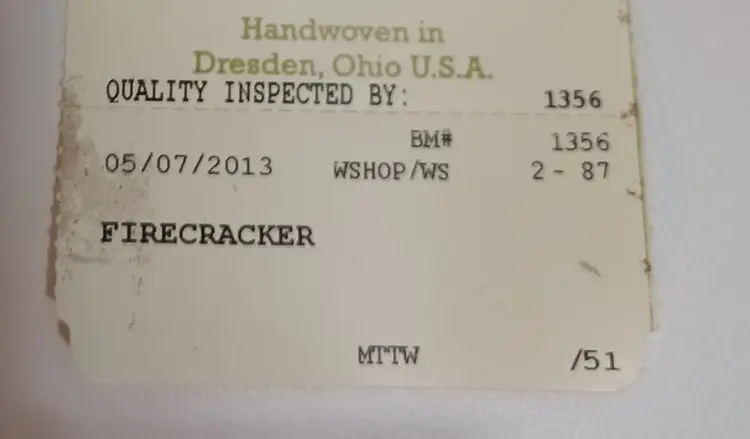 Handwoven in
Dresden, Ohio U.S.A.
QUALITY INSPECTED BY: 1356
BM# 1356
05/07/2013 WSHOP/WS 2 - 87
FIRECRACKER
MTTW /51